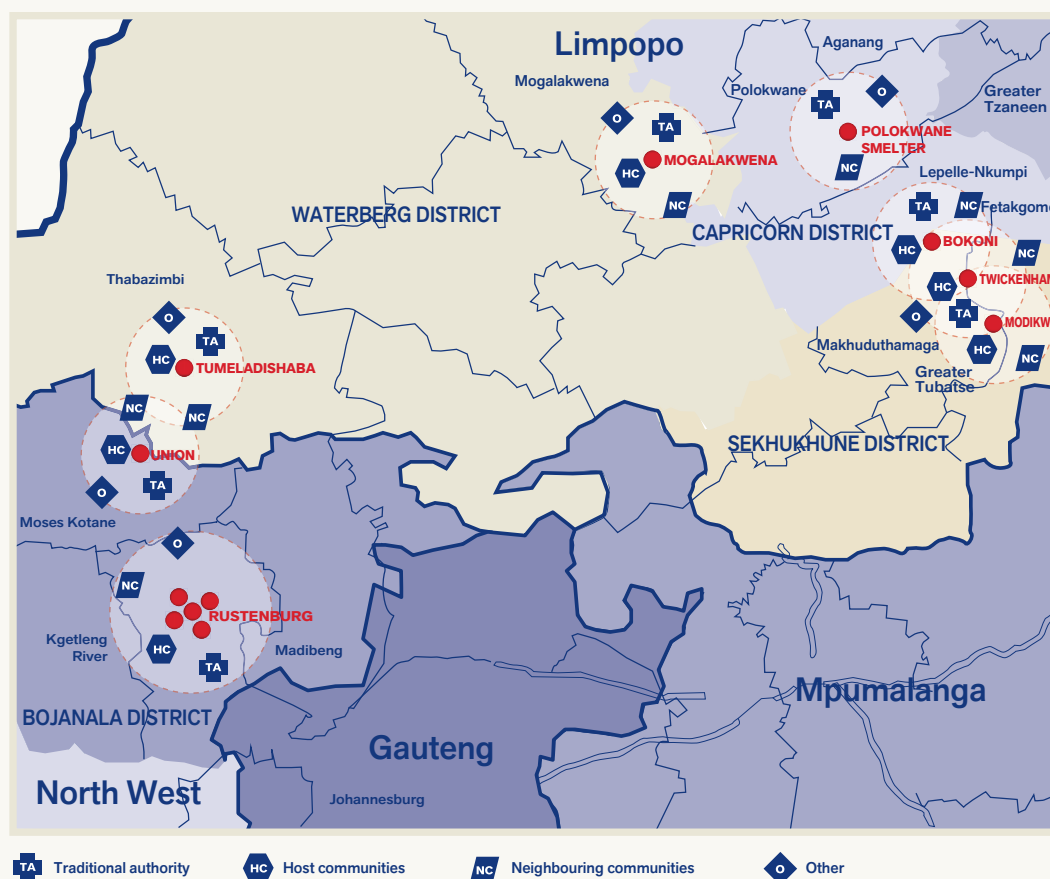 Limpopo
Aganang
Mogalakwena
Polokwane
Greater
Tzaneen
O
TA
MOGALAKWENA
HC
NC
TA
O
POLOKWANE
SMELTER
NC
Lepelle-Nkumpi
WATERBERG DISTRICT
CAPRICORN DISTRICT
TA
NC
HC
BOKONI
NC
HC
TA
O
HC
NC
Makhuduthamaga
Greater
Tubatse
Thabazimbi
O
TA
HC
TUMELADISHABA
NC
NC
HC
UNION
TA
O
SEKHUKHUNE DISTRICT
Moses Kotane
O
NC
RUSTENBURG
HC
TA
Kgetleng
River
Madibeng
BOJANALA DISTRICT
Mpumalanga
Gauteng
North West
Johannesburg
TA Traditional authority
HC Host communities
NC Neighbouring communities
O Other